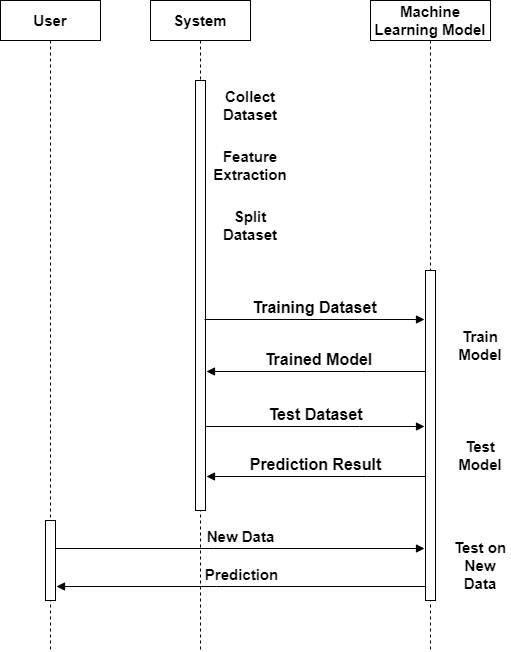 User
System
Machine
Learning Model
Collect
Dataset
Feature
Extraction
Split
Dataset
Training Dataset
Train
Model
Trained Model
Test Dataset
Test
Model
Prediction Result
New Data
Test on
New
Data
Prediction